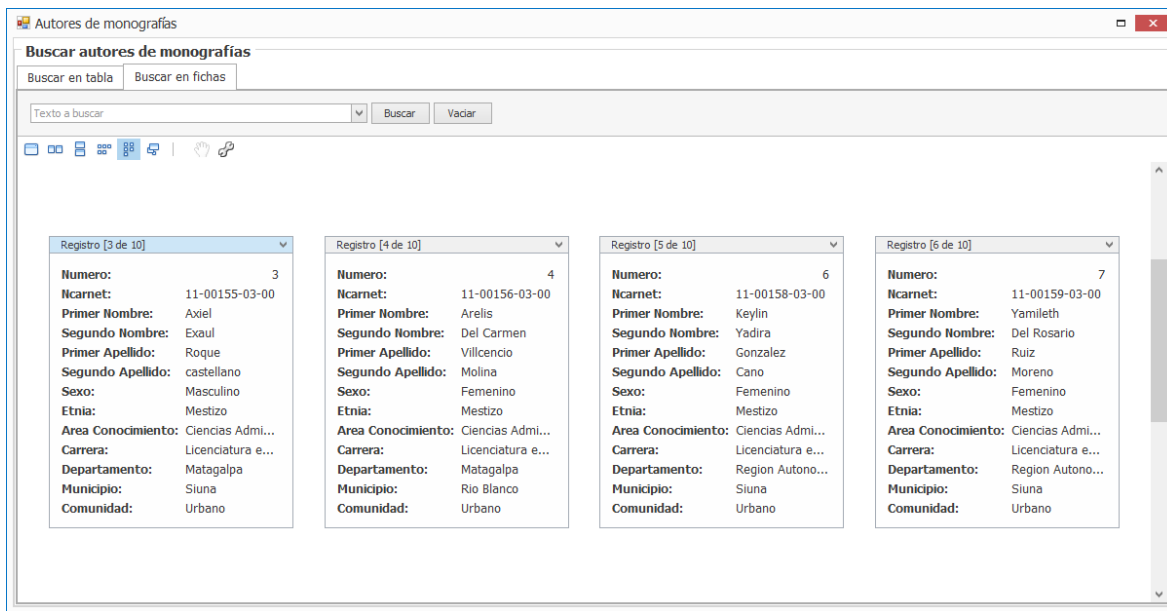 Autores de monografías
Buscar autores de monografías
Buscar en tabla Buscar en fichas
Texto a buscar Buscar Vaciar
Registro [3 de 10]
Numero: 3
Ncarnet: 11-00155-03-00
Primer Nombre: Axiel
Segundo Nombre: Exaul
Primer Apellido: Roque
Segundo Apellido: castellano
Sexo: Masculino
Etnia: Mestizo
Area Conocimiento: Ciencias Admi...
Carrera: Licenciatura e...
Departamento: Matagalpa
Municipio: Siuna
Comunidad: Urbano
Registro [4 de 10]
Numero: 4
Ncarnet: 11-00156-03-00
Primer Nombre: Arelis
Segundo Nombre: Del Carmen
Primer Apellido: Villcencio
Segundo Apellido: Molina
Sexo: Femenino
Etnia: Mestizo
Area Conocimiento: Ciencias Admi...
Carrera: Licenciatura e...
Departamento: Matagalpa
Municipio: Rio Blanco
Comunidad: Urbano
Registro [5 de 10]
Numero: 6
Ncarnet: 11-00158-03-00
Primer Nombre: Keylin
Segundo Nombre: Yadira
Primer Apellido: Gonzalez
Segundo Apellido: Cano
Sexo: Femenino
Etnia: Mestizo
Area Conocimiento: Ciencias Admi...
Carrera: Licenciatura e...
Departamento: Region Autono...
Municipio: Siuna
Comunidad: Urbano
Registro [6 de 10]
Numero: 7
Ncarnet: 11-00159-03-00
Primer Nombre: Yamileth
Segundo Nombre: Del Rosario
Primer Apellido: Ruiz
Segundo Apellido: Moreno
Sexo: Femenino
Etnia: Mestizo
Area Conocimiento: Ciencias Admi...
Carrera: Licenciatura e...
Departamento: Region Autono...
Municipio: Siuna
Comunidad: Urbano